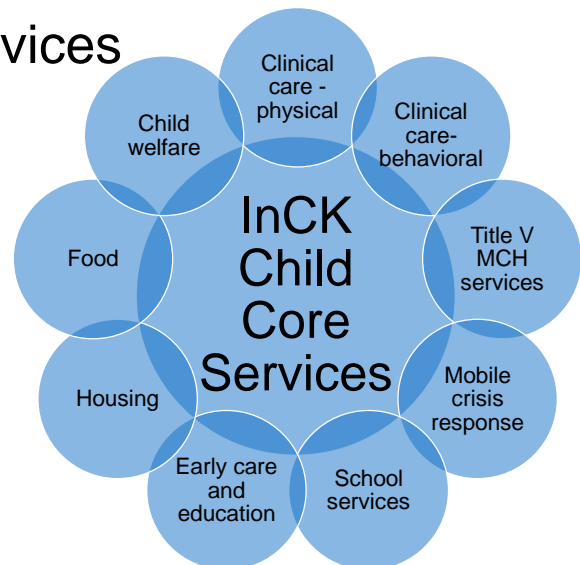 vices
Clinical
care -
physical
Clinical
care-
behavioral
Title V
MCH
services
Mobile
crisis
response
School
services
Early care
and
education
Housing
Food
Child
welfare
InCK
Child
Core
Services